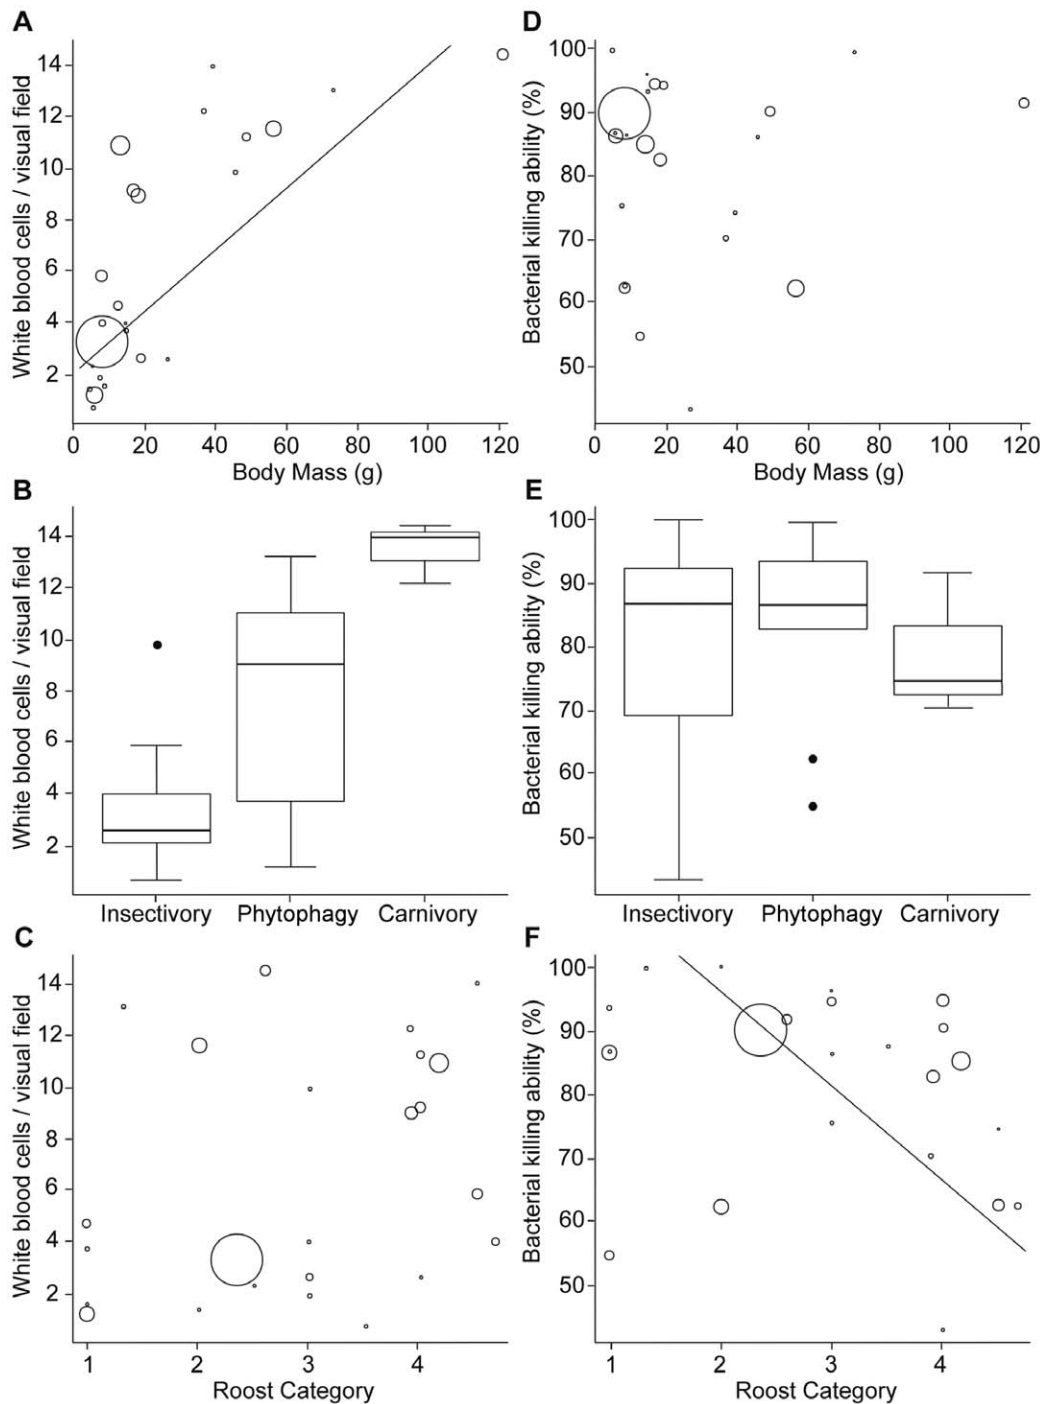 A
White blood cells / visual field
14
12
10
8
6
4
2
0 20 40 60 80 100 120
Body Mass (g)
D
Bacterial killing ability (%)
100
90
80
70
60
50
0 20 40 60 80 100 120
Body Mass (g)
B
White blood cells / visual field
14
12
10
8
6
4
2
Insectivory Phytophagy Carnivory
E
Bacterial killing ability (%)
100
90
80
70
60
50
Insectivory Phytophagy Carnivory
C
White blood cells / visual field
14
12
10
8
6
4
2
1 2 3 4
Roost Category
F
Bacterial killing ability (%)
100
90
80
70
60
50
1 2 3 4
Roost Category